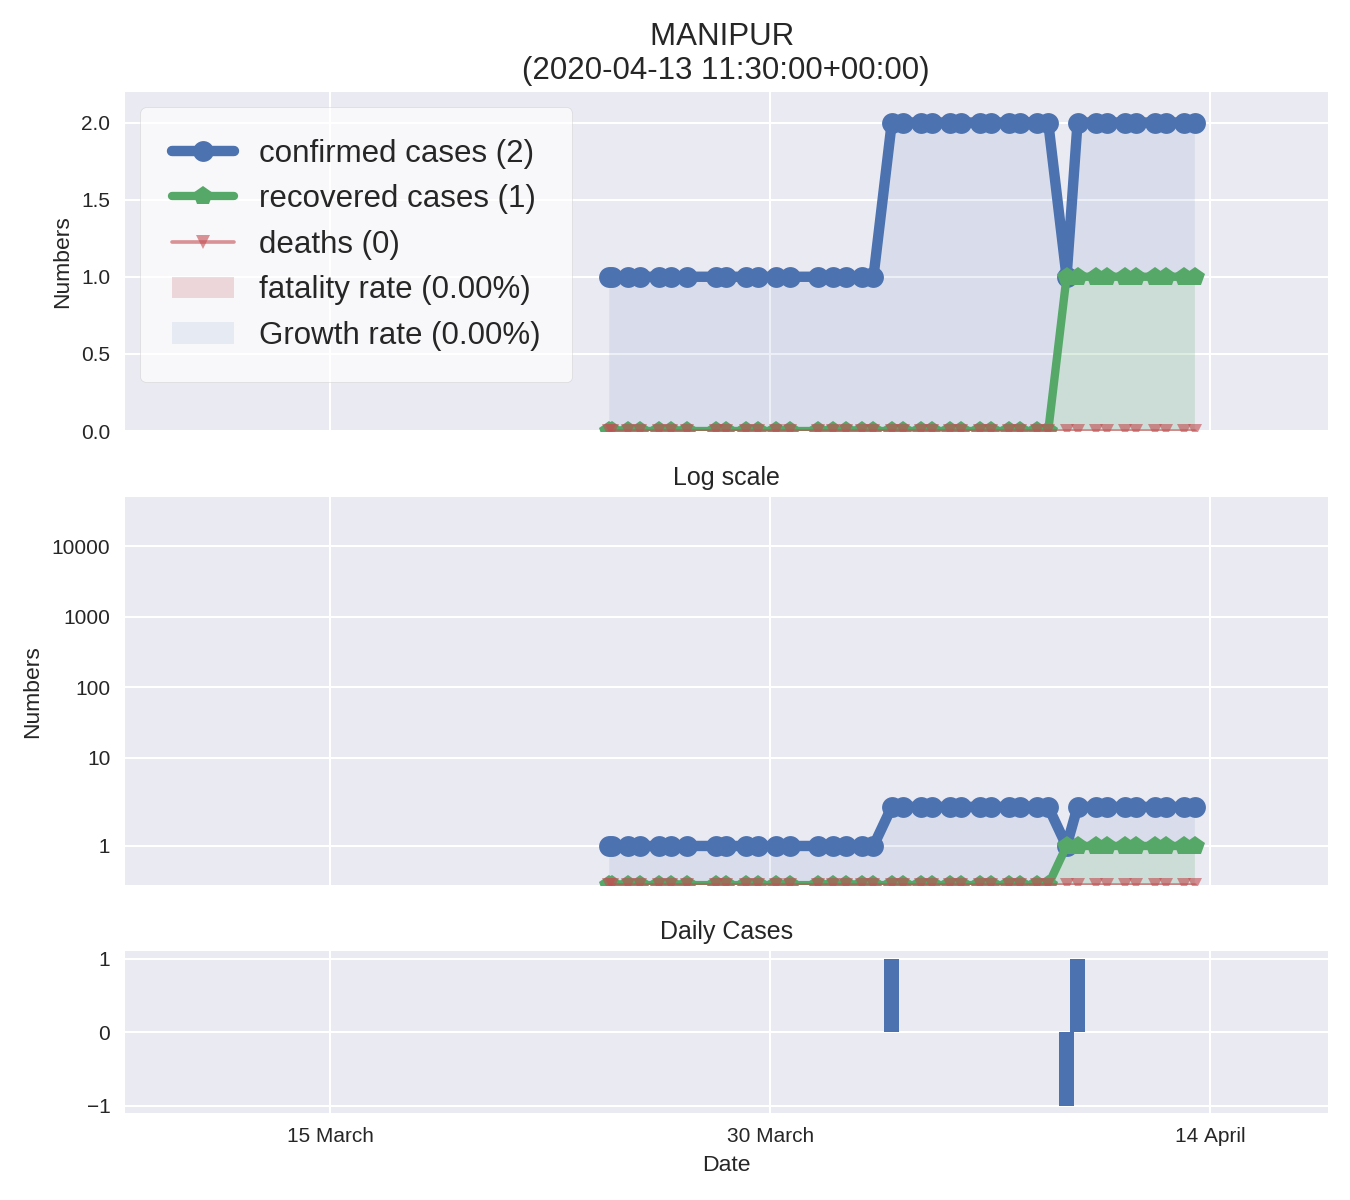 MANIPUR
(2020-04-13 11:30:00+00:00)
2.0
1.5
1.0
0.5
0.0
Numbers
confirmed cases (2)
recovered cases (1)
deaths (0)
fatality rate (0.00%)
Growth rate (0.00%)
Log scale
10000
1000
100
10
1
Numbers
Daily Cases
1
0
−1
15 March
30 March
14 April
Date